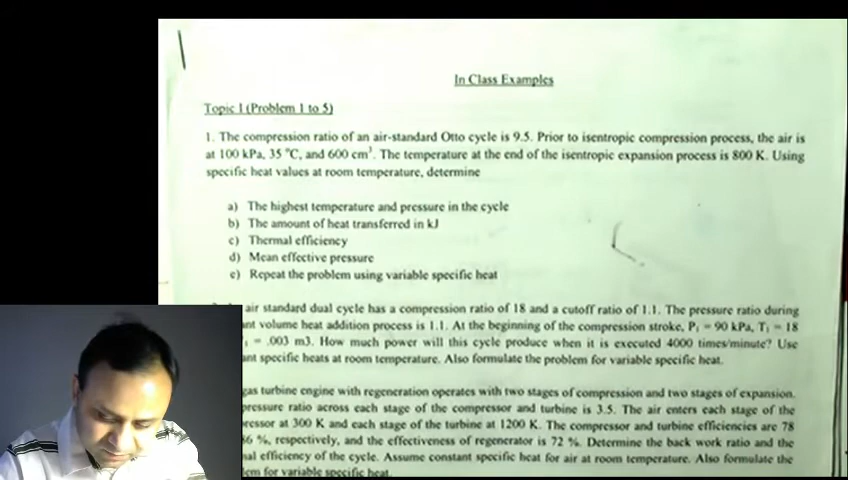 In Class Examples
Topic 1 (Problem 1 to 5)
1. The compression ratio of an air-standard Otto cycle is 9.5. Prior to isentropic compression process, the air is
at 100 kPa, 35 °C, and 600 cm³. The temperature at the end of the isentropic expansion process is 800 K. Using
specific heat values at room temperature, determine
a) The highest temperature and pressure in the cycle
b) The amount of heat transferred in kJ
c) Thermal efficiency
d) Mean effective pressure
e) Repeat the problem using variable specific heat
air standard dual cycle has a compression ratio of 18 and a cutoff ratio of 1.1. The pressure ratio during
volume heat addition process is 1.1. At the beginning of the compression stroke, P₁ = 90 kPa, T₁ = 18
= .003 m3. How much power will this cycle produce when it is executed 4000 times/minute? Use
specific heats at room temperature. Also formulate the problem for variable specific heat.
gas turbine engine with regeneration operates with two stages of compression and two stages of expansion.
pressure ratio across each stage of the compressor and turbine is 3.5. The air enters each stage of the
at 300 K and each stage of the turbine at 1200 K. The compressor and turbine efficiencies are 78
%, respectively, and the effectiveness of regenerator is 72 %. Determine the back work ratio and the
efficiency of the cycle. Assume constant specific heat for air at room temperature. Also formulate the
for variable specific heat.